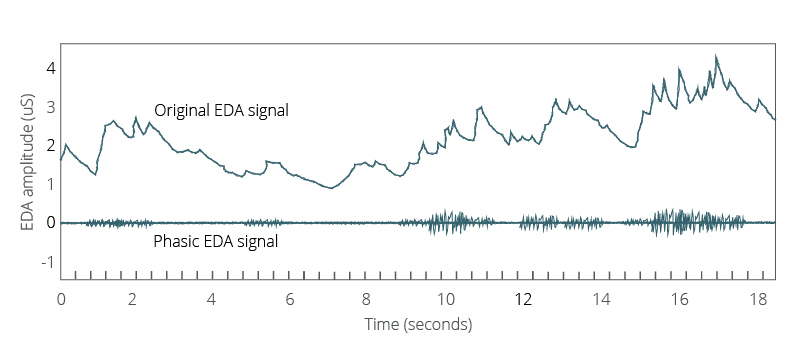 EDA amplitude (uS)
4
3
2
1
0
-1
Original EDA signal
Phasic EDA signal
0 2 4 6 8 10 12 14 16 18
Time (seconds)